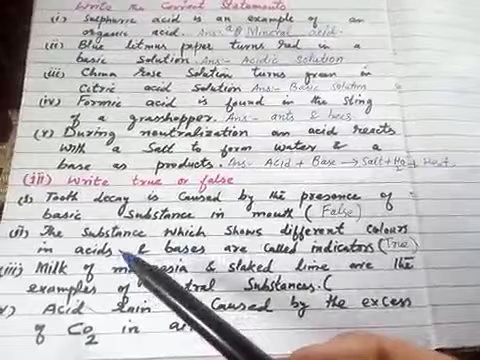 Write the Correct Statements
(i) Sulphuric acid is an example of an
organic acid. Ans- a Mineral acid.
(ii) Blue litmus paper turns red in a
basic solution. Ans- Acidic solution
(iii) China rose solution turns green in
Citric acid solution Ans:- Basic solution
(iv) Formic acid is found in the sting
of a grasshopper. Ans- ants & bees
(v) During neutralization an acid reacts
with a Salt to form water & a
base as products. Ans- Acid + Base → Salt + H2O + Heat
(iii) Write true or false
(i) Tooth decay is caused by the presence of
basic Substance in mouth (False)
(ii) The Substance which shows different colours
in acids & bases are called indicators (True)
(iii) Milk of & slaked lime are the
examples of Substances. (
Acid Rain Caused by the excess
of CO2 in